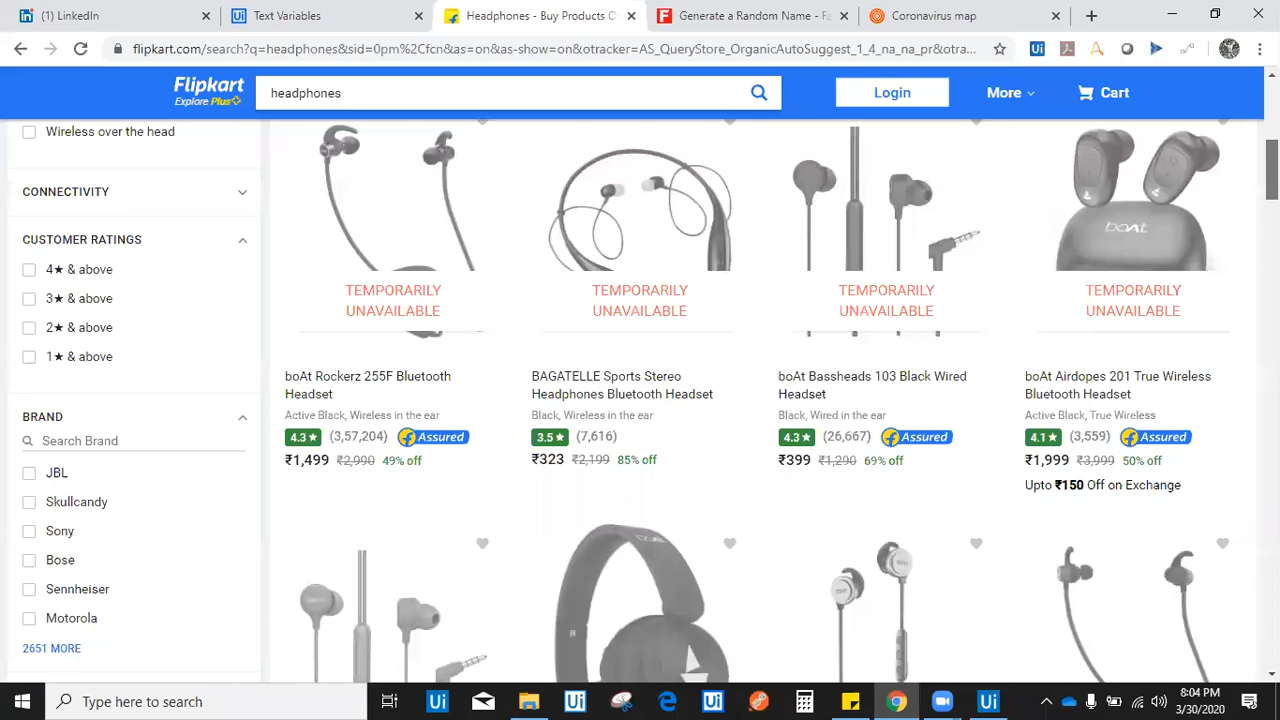 (1) LinkedIn
Text Variables
Headphones - Buy Products O
Generate a Random Name - Fa
Coronavirus map
flipkart.com/search?q=headphones&sid=0pm%2Cfcn&as=on&as-show=on&otracker=AS_QueryStore_OrganicAutoSuggest_1_4_na_na_pr&otra...
Flipkart
Explore Plus
headphones
Login
More
Cart
Wireless over the head
CONNECTIVITY
CUSTOMER RATINGS
4★ & above
3★ & above
2★ & above
1★ & above
BRAND
Search Brand
JBL
Skullcandy
Sony
Bose
Sennheiser
Motorola
2651 MORE
TEMPORARILY
UNAVAILABLE
boAt Rockerz 255F Bluetooth
Headset
Active Black, Wireless in the ear
4.3★ (3,57,204) Assured
₹1,499 ₹2,990 49% off
TEMPORARILY
UNAVAILABLE
BAGATELLE Sports Stereo
Headphones Bluetooth Headset
Black, Wireless in the ear
3.5★ (7,616)
₹323 ₹2,199 85% off
TEMPORARILY
UNAVAILABLE
boAt Bassheads 103 Black Wired
Headset
Black, Wired in the ear
4.3★ (26,667) Assured
₹399 ₹1,290 69% off
boAt
TEMPORARILY
UNAVAILABLE
boAt Airdopes 201 True Wireless
Bluetooth Headset
Active Black, True Wireless
4.1★ (3,559) Assured
₹1,999 ₹3,999 50% off
Upto ₹150 Off on Exchange
R
Type here to search
8:04 PM
3/30/2020